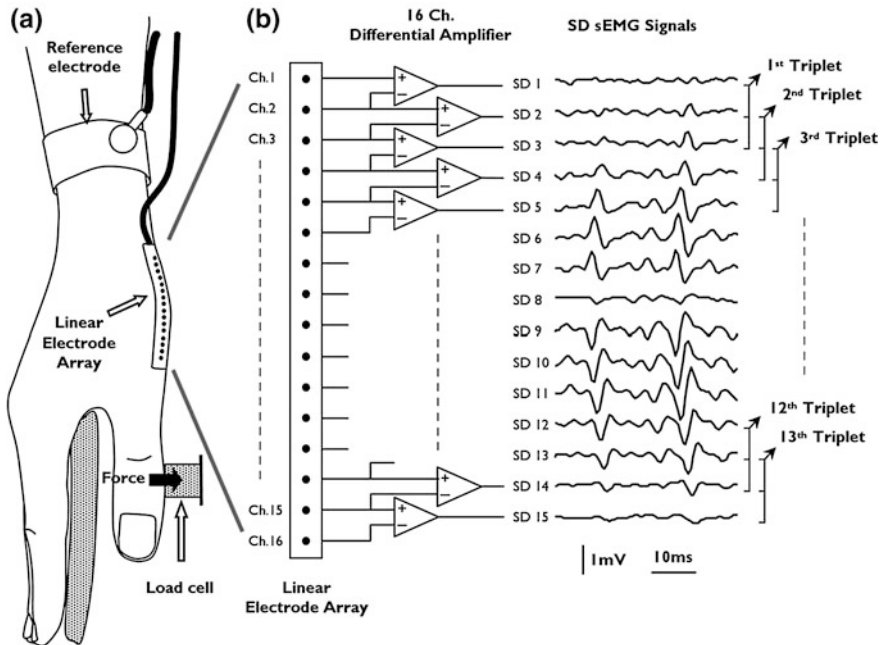 (a)
Reference
electrode
Linear
Electrode
Array
Force
Load cell
(b)
16 Ch.
Differential Amplifier
SD sEMG Signals
Ch.1
Ch.2
Ch.3
Ch.15
Ch.16
+
−
+
−
+
−
+
−
+
−
+
−
+
−
Linear
Electrode Array
SD 1
SD 2
SD 3
SD 4
SD 5
SD 6
SD 7
SD 8
SD 9
SD 10
SD 11
SD 12
SD 13
SD 14
SD 15
1st Triplet
2nd Triplet
3rd Triplet
12th Triplet
13th Triplet
1mV
10ms